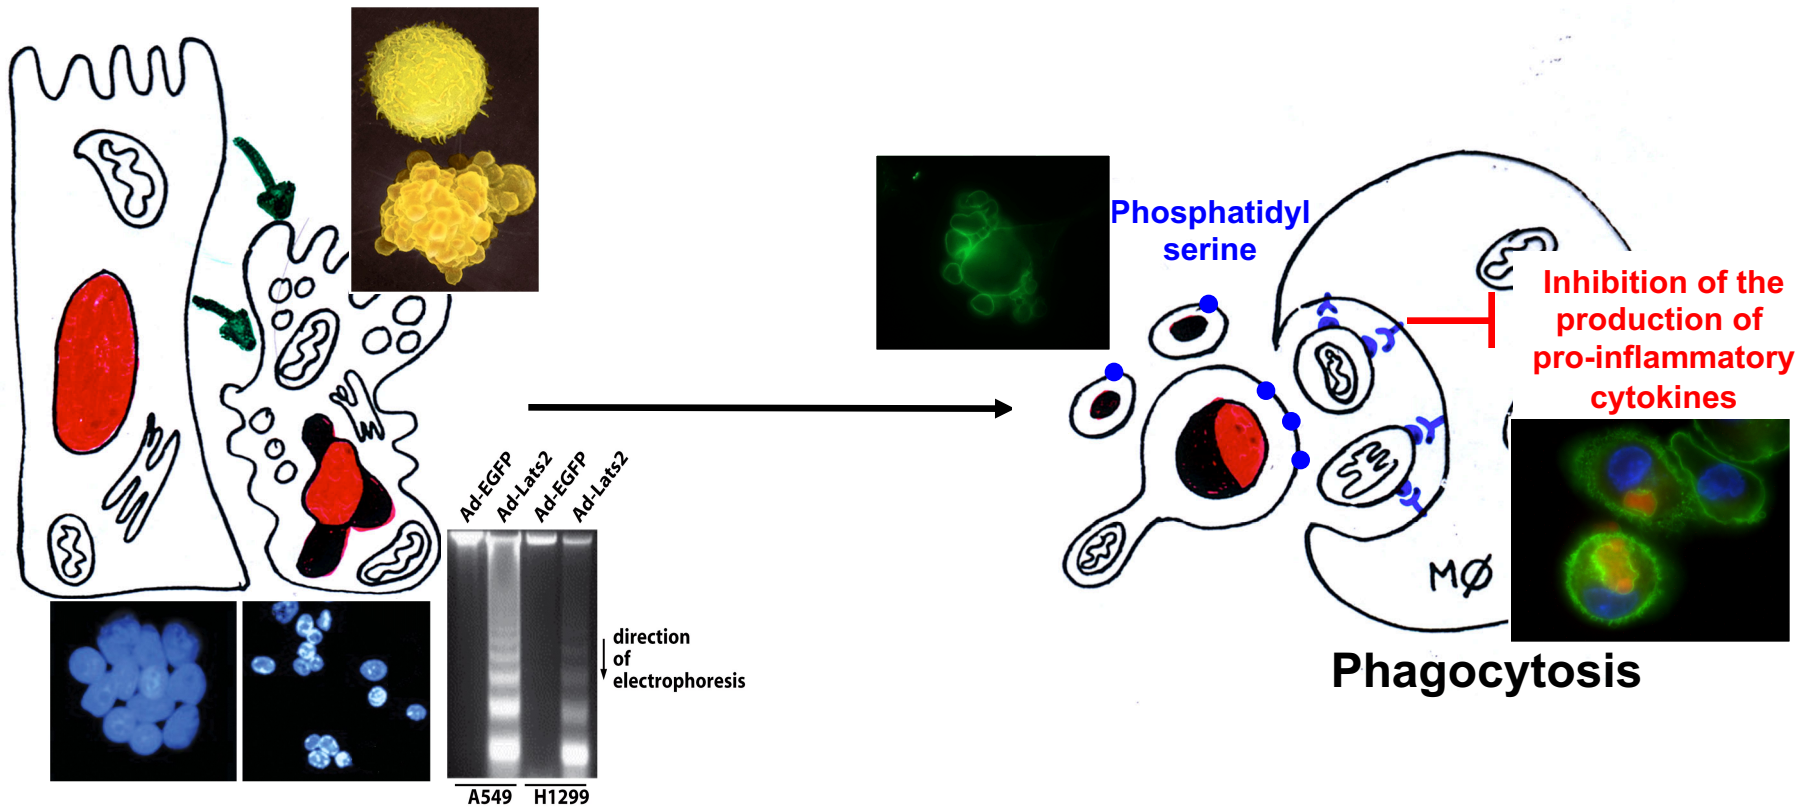 Phosphatidyl
serine
Inhibition of the
production of
pro-inflammatory
cytokines
Ad-EGFP
Ad-Lats2
Ad-EGFP
Ad-Lats2
direction
of
electrophoresis
MØ
Phagocytosis
A549 H1299